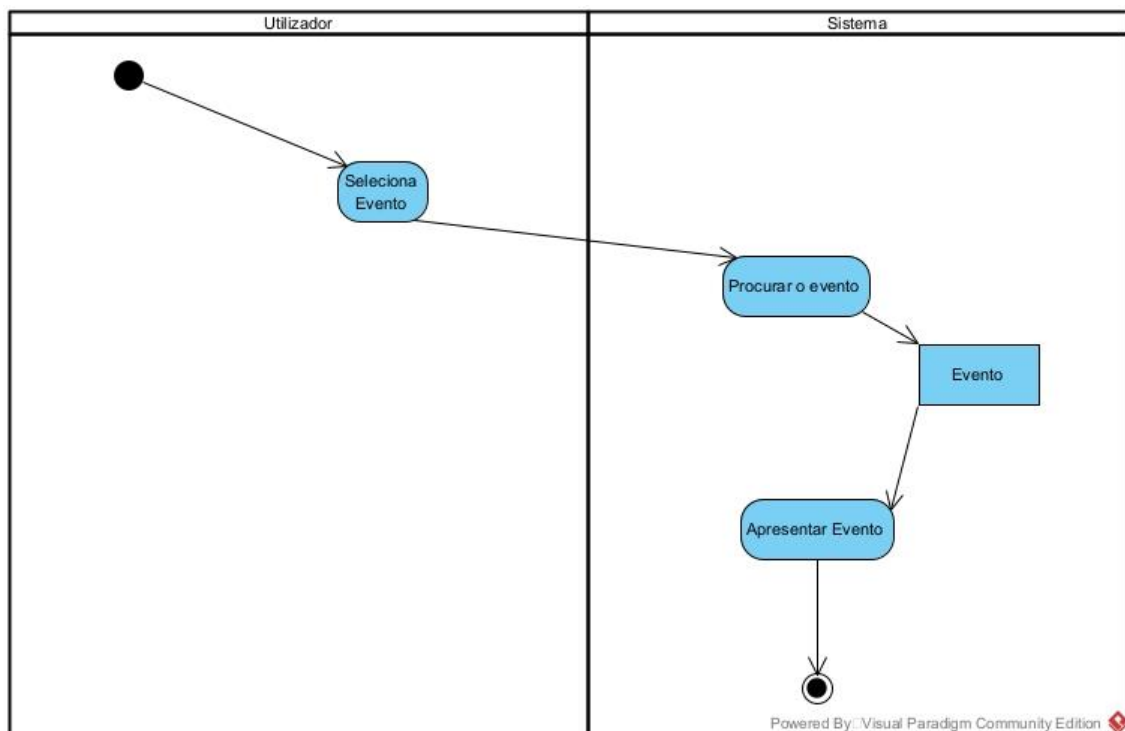 Utilizador
Sistema
Seleciona
Evento
Procurar o evento
Evento
Apresentar Evento
Powered By Visual Paradigm Community Edition